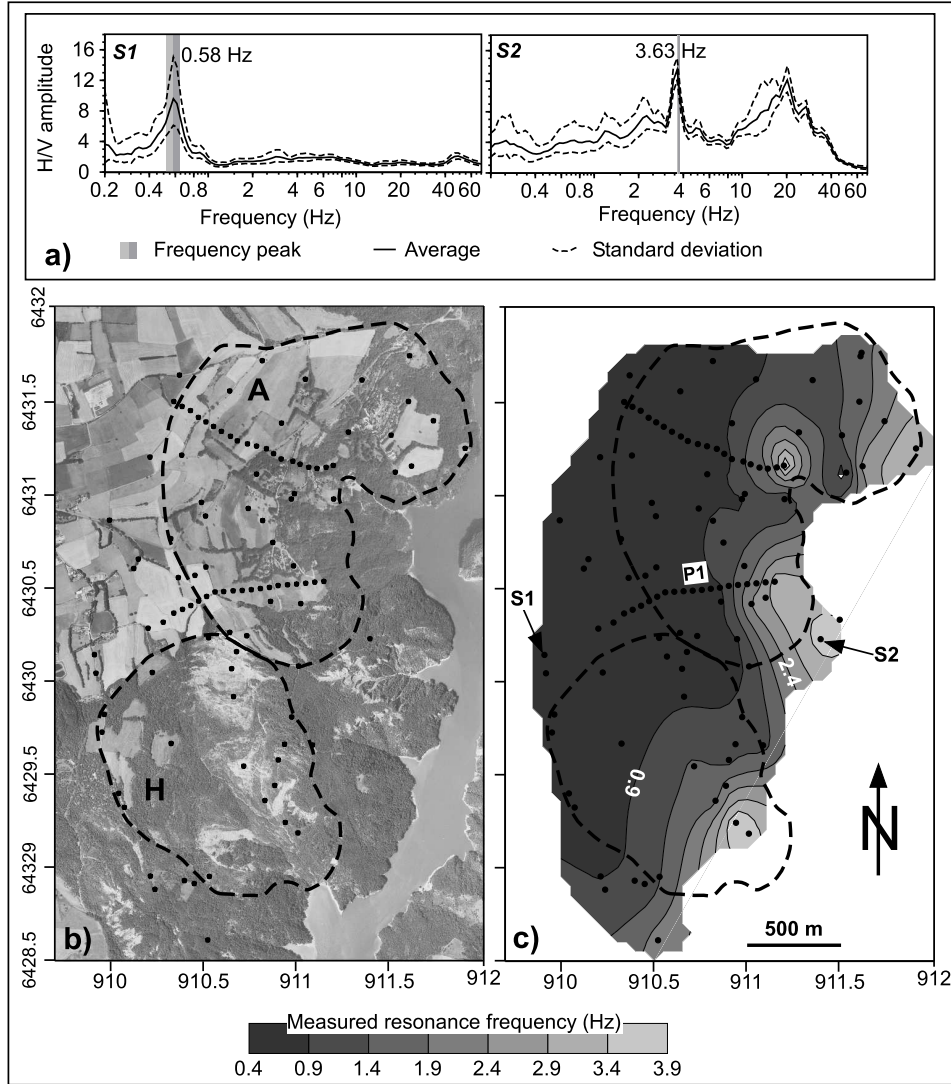 S1
0.58 Hz
S2
3.63 Hz
H/V amplitude
16
12
8
4
0
0.2 0.4 0.8 2 4 6 10 20 40 60
0.4 0.8 2 4 6 10 20 40 60
Frequency (Hz)
Frequency (Hz)
a)
Frequency peak
Average
Standard deviation
6432
6431.5
6431
6430.5
6430
6429.5
64329
6428.5
A
H
b)
910 910.5 911 911.5 912
P1
S1
S2
2.4
0.9
N
500 m
c)
910 910.5 911 911.5 912
Measured resonance frequency (Hz)
0.4 0.9 1.4 1.9 2.4 2.9 3.4 3.9